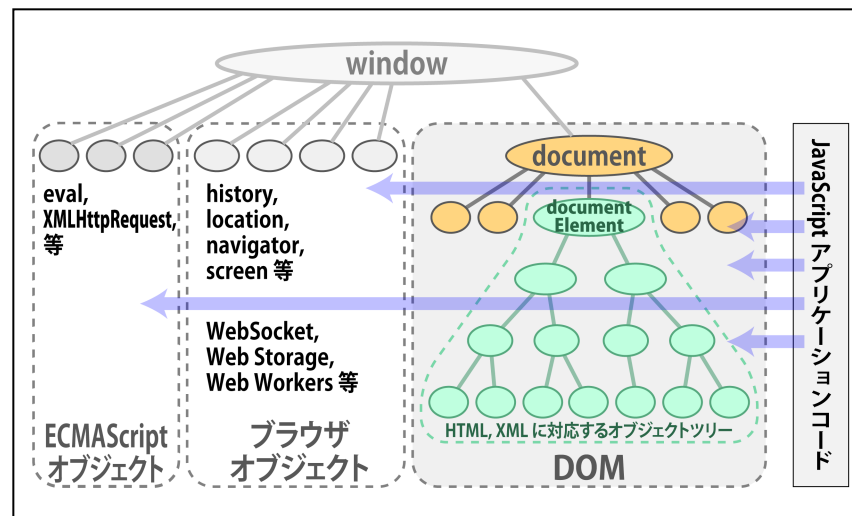 window
document
document
Element
eval,
XMLHttpRequest,
等
history,
location,
navigator,
screen 等
WebSocket,
Web Storage,
Web Workers 等
HTML, XML に対応するオブジェクトツリー
ECMAScript
オブジェクト
ブラウザ
オブジェクト
DOM
JavaScript アプリケーションコード